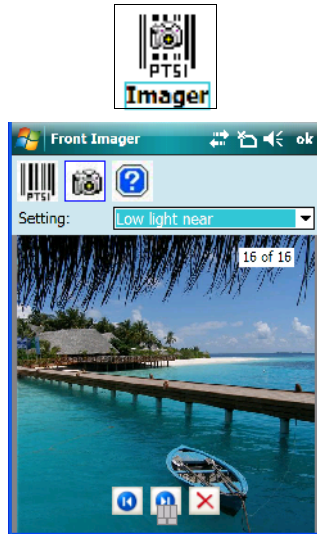 PTSI
Imager
Front Imager ok
PTSI ?
Setting: Low light near
16 of 16